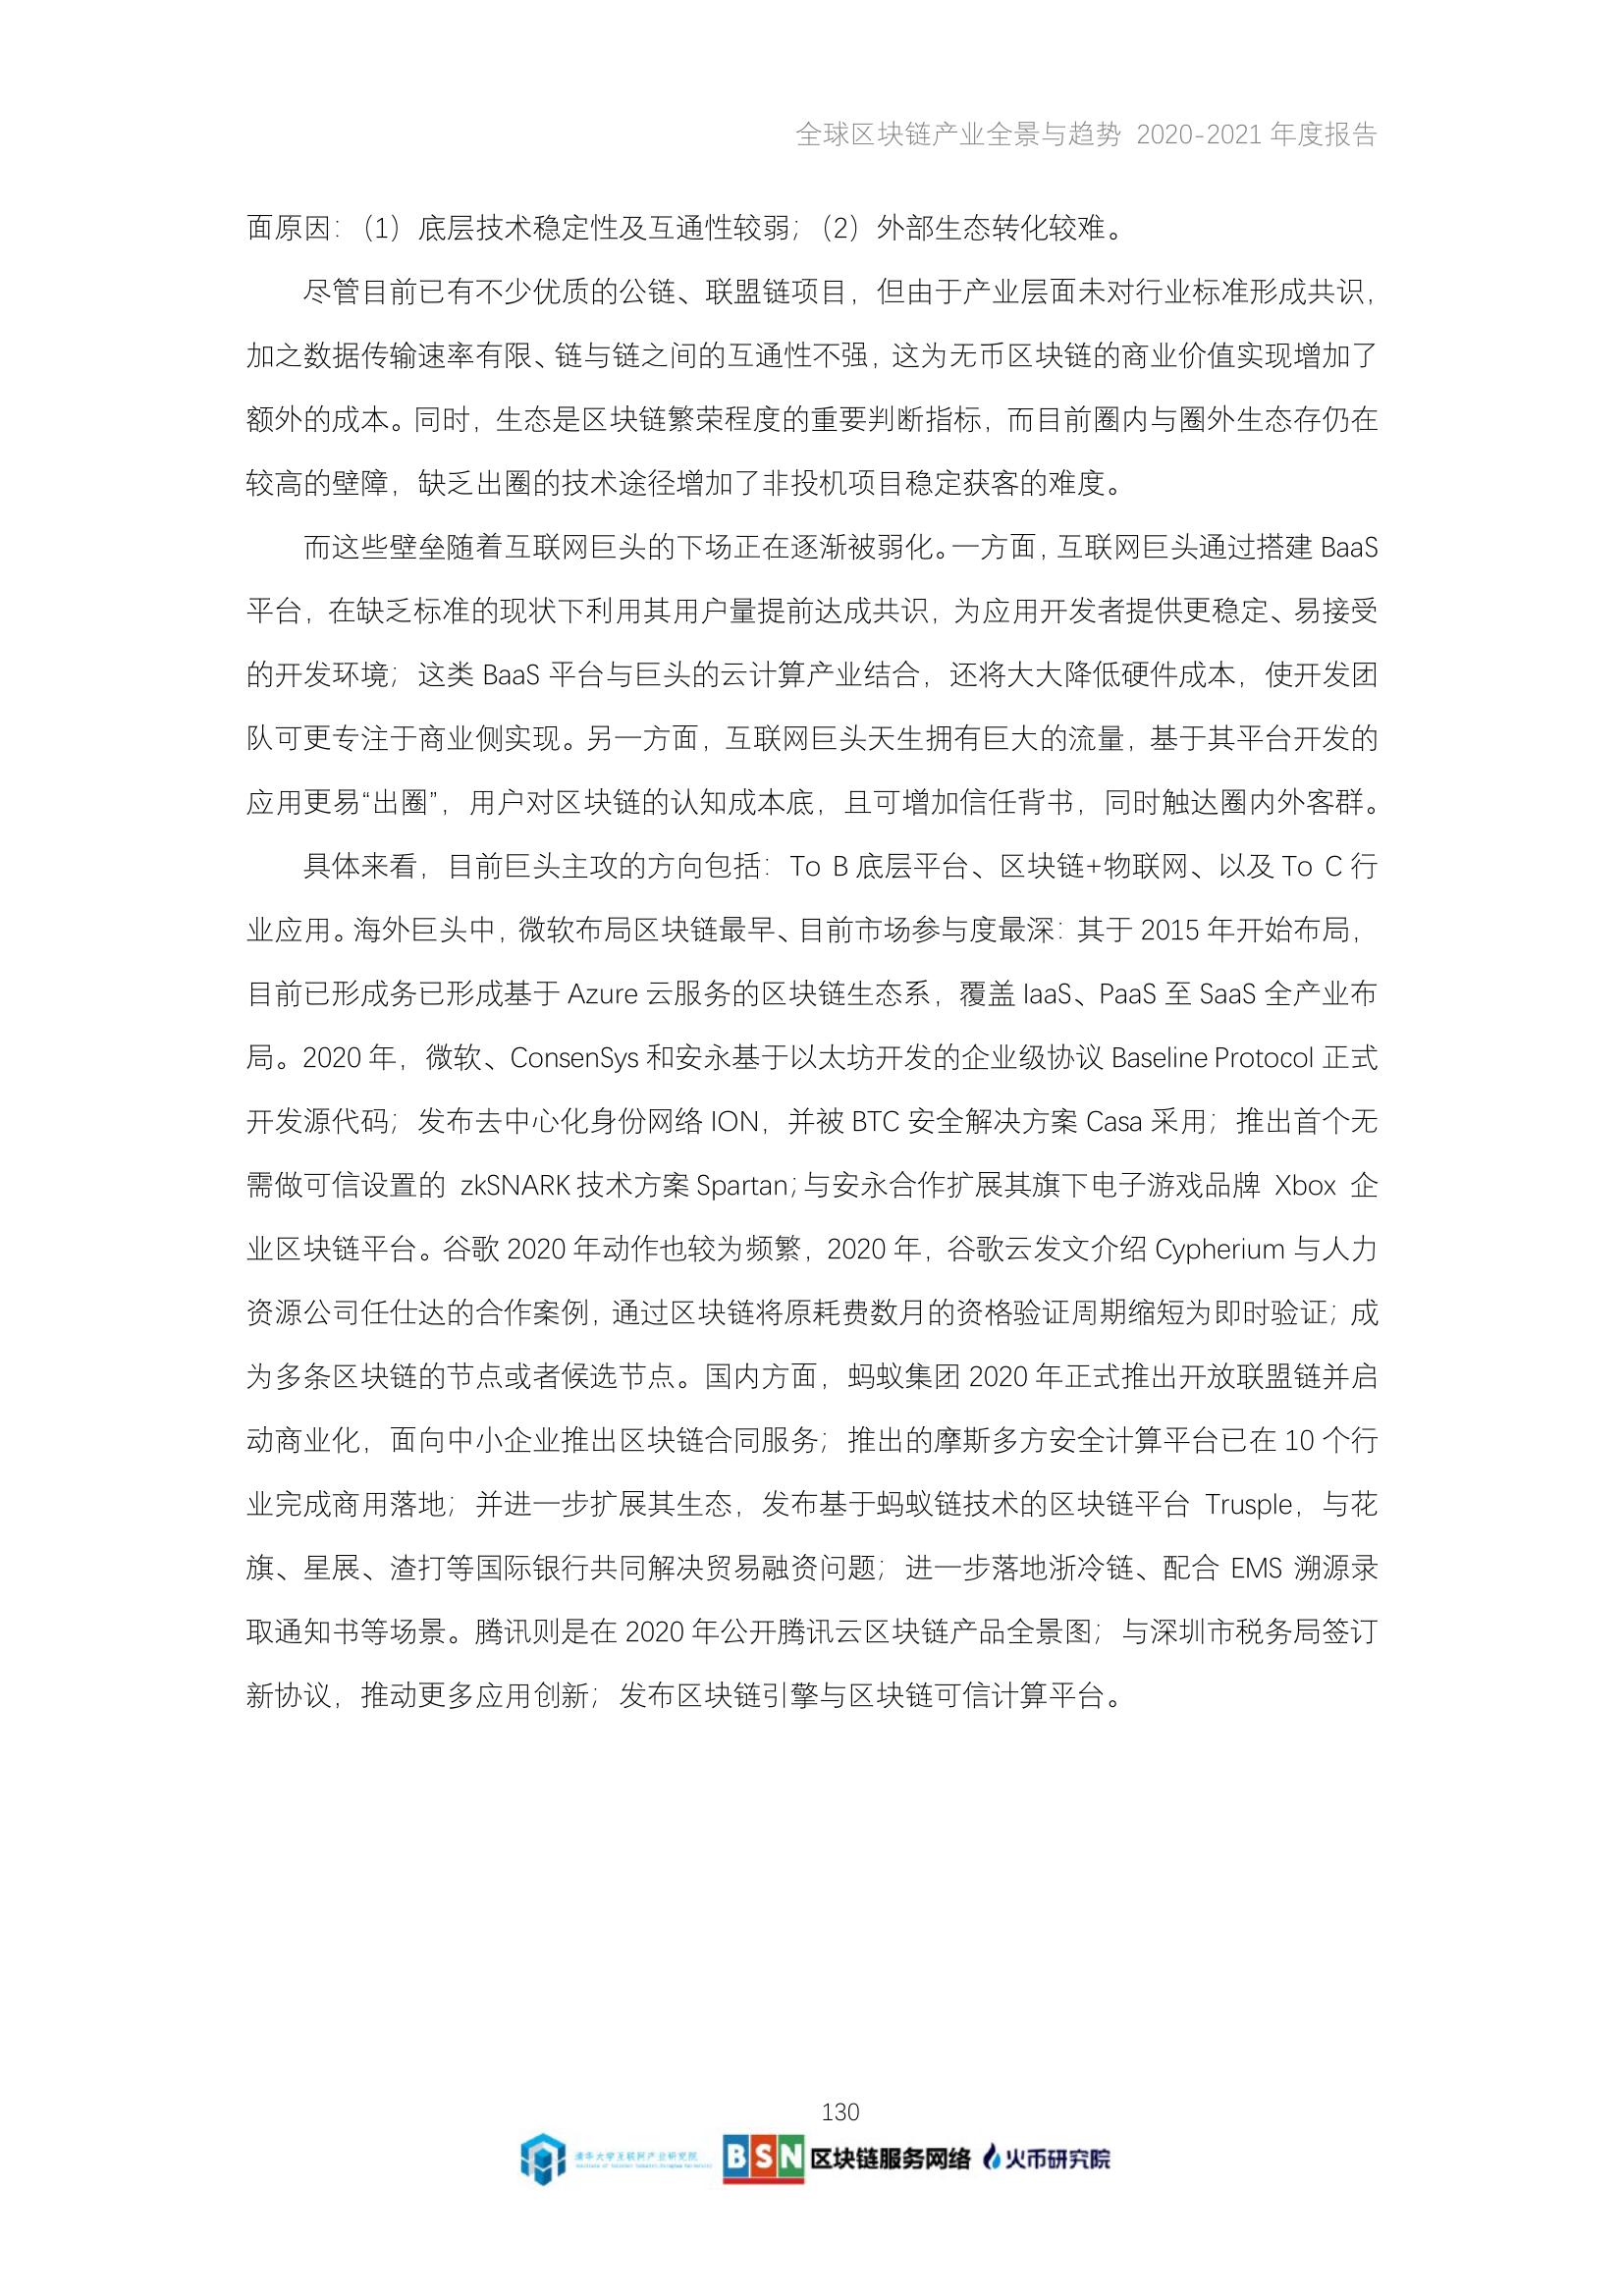 全球区块链产业全景与趋势 2020-2021 年度报告
面原因：（1）底层技术稳定性及互通性较弱；（2）外部生态转化较难。
尽管目前已有不少优质的公链、联盟链项目，但由于产业层面未对行业标准形成共识，
加之数据传输速率有限、链与链之间的互通性不强，这为无币区块链的商业价值实现增加了
额外的成本。同时，生态是区块链繁荣程度的重要判断指标，而目前圈内与圈外生态存仍在
较高的壁障，缺乏出圈的技术途径增加了非投机项目稳定获客的难度。
而这些壁垒随着互联网巨头的下场正在逐渐被弱化。一方面，互联网巨头通过搭建 BaaS
平台，在缺乏标准的现状下利用其用户量提前达成共识，为应用开发者提供更稳定、易接受
的开发环境；这类 BaaS 平台与巨头的云计算产业结合，还将大大降低硬件成本，使开发团
队可更专注于商业侧实现。另一方面，互联网巨头天生拥有巨大的流量，基于其平台开发的
应用更易“出圈”，用户对区块链的认知成本底，且可增加信任背书，同时触达圈内外客群。
具体来看，目前巨头主攻的方向包括：To B 底层平台、区块链+物联网、以及 To C 行
业应用。海外巨头中，微软布局区块链最早、目前市场参与度最深：其于 2015 年开始布局，
目前已形成务已形成基于 Azure 云服务的区块链生态系，覆盖 IaaS、PaaS 至 SaaS 全产业布
局。2020 年，微软、ConsenSys 和安永基于以太坊开发的企业级协议 Baseline Protocol 正式
开发源代码；发布去中心化身份网络 ION，并被 BTC 安全解决方案 Casa 采用；推出首个无
需做可信设置的 zkSNARK 技术方案 Spartan；与安永合作扩展其旗下电子游戏品牌 Xbox 企
业区块链平台。谷歌 2020 年动作也较为频繁，2020 年，谷歌云发文介绍 Cypherium 与人力
资源公司任仕达的合作案例，通过区块链将原耗费数月的资格验证周期缩短为即时验证；成
为多条区块链的节点或者候选节点。国内方面，蚂蚁集团 2020 年正式推出开放联盟链并启
动商业化，面向中小企业推出区块链合同服务；推出的摩斯多方安全计算平台已在 10 个行
业完成商用落地；并进一步扩展其生态，发布基于蚂蚁链技术的区块链平台 Trusple，与花
旗、星展、渣打等国际银行共同解决贸易融资问题；进一步落地浙冷链、配合 EMS 溯源录
取通知书等场景。腾讯则是在 2020 年公开腾讯云区块链产品全景图；与深圳市税务局签订
新协议，推动更多应用创新；发布区块链引擎与区块链可信计算平台。
130
清华大学互联网产业研究院
BSN 区块链服务网络 火币研究院